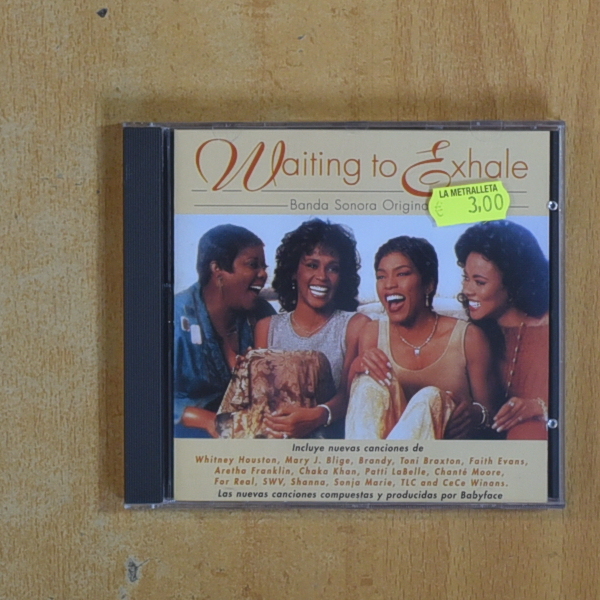 Waiting to Exhale
LA METRALLETA
€ 3,00
Banda Sonora Origina
Incluye nuevas canciones de
Whitney Hauston, Mary J. Blige, Brandy, Toni Braxton, Faith Evans,
Aretha Franklin, Chaka Khan, Patti LaBelle, Chanté Moore,
For Real, SWV, Shanna, Sonja Marie, TLC and CeCe Winans.
Las nuevas canciones compuestas y producidas por Babyface